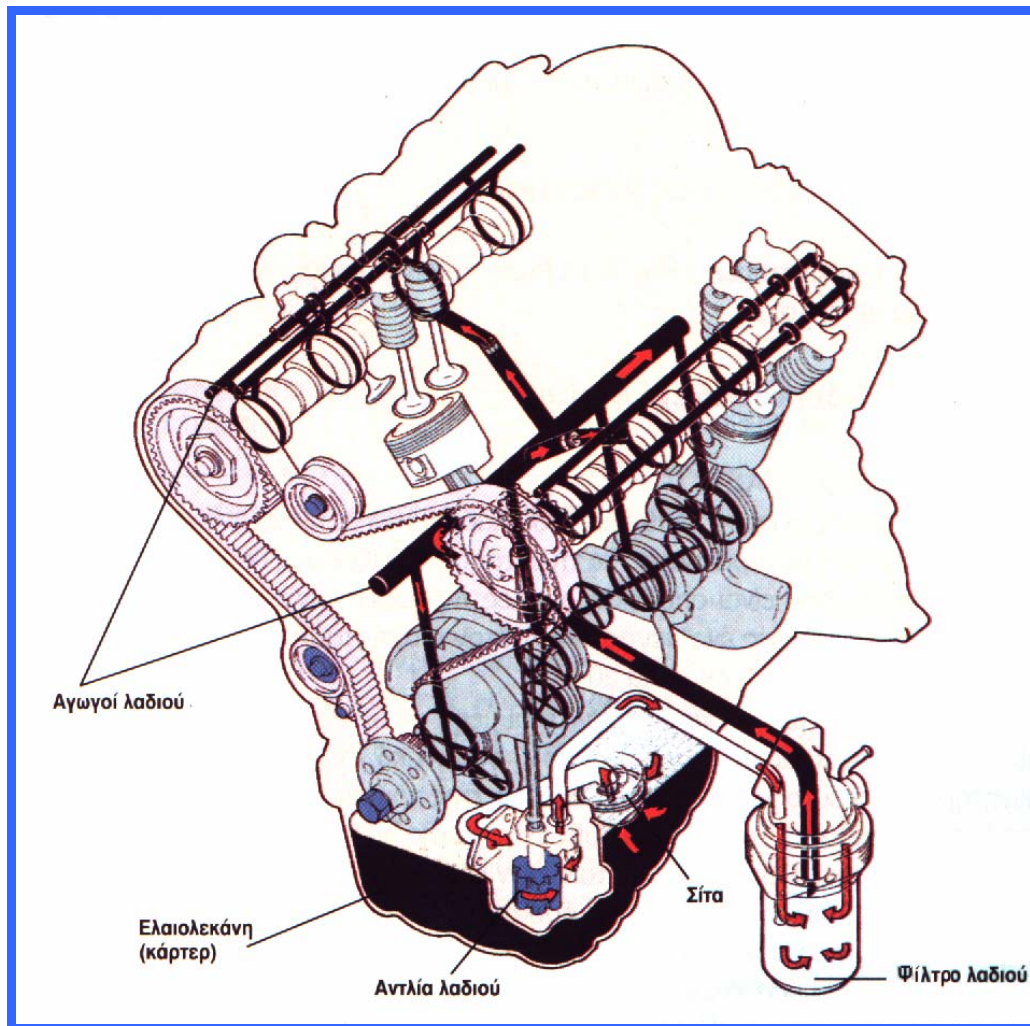 Αγωγοί λαδιού
Σίτα
Ελαιολεκάνη
(κάρτερ)
Αντλία λαδιού
Φίλτρο λαδιού